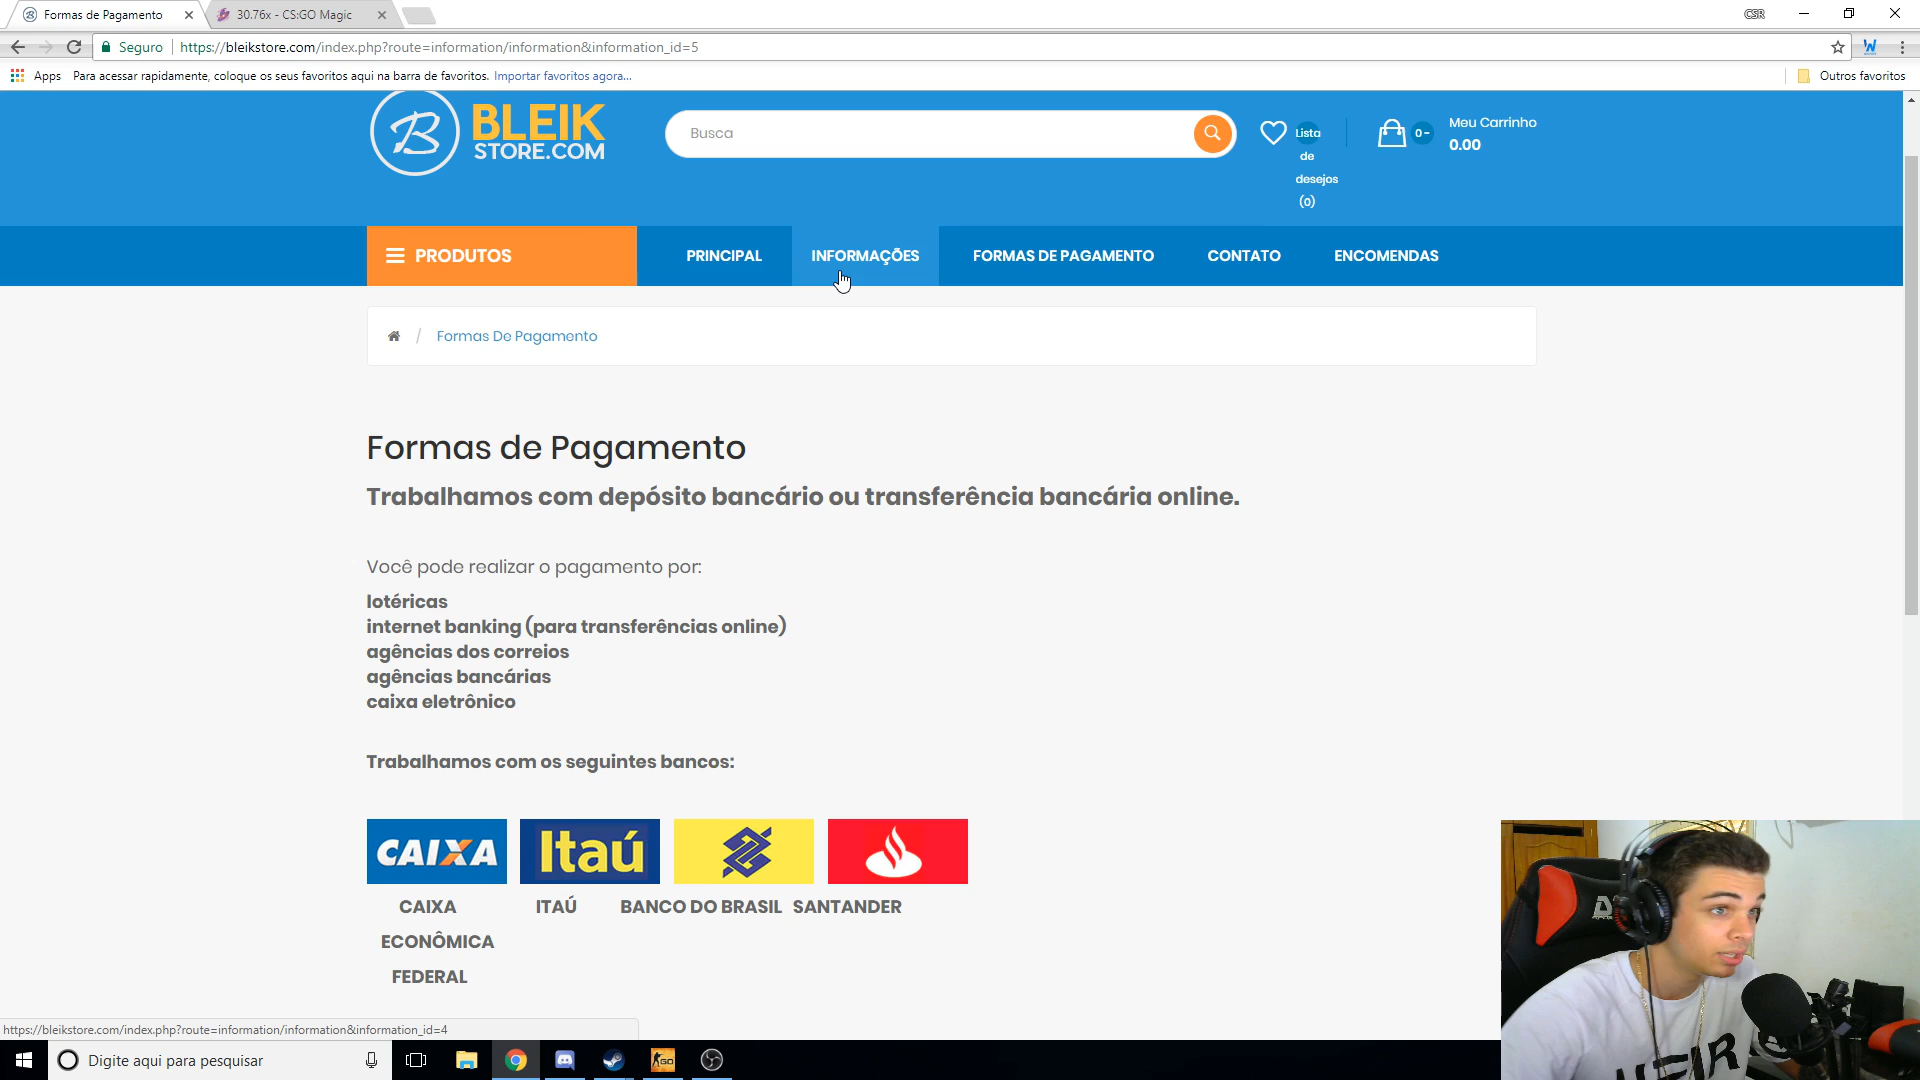 Formas de Pagamento
30.76x - CS:GO Magic
CSR
Seguro
https://bleikstore.com/index.php?route=information/information&information_id=5
Apps
Para acessar rapidamente, coloque os seus favoritos aqui na barra de favoritos.
Importar favoritos agora...
Outros favoritos
B
BLEIK
STORE.COM
Busca
Lista
de
desejos
(0)
0 -
Meu Carrinho
0.00
PRODUTOS
PRINCIPAL
INFORMAÇÕES
FORMAS DE PAGAMENTO
CONTATO
ENCOMENDAS
/ Formas De Pagamento
Formas de Pagamento
Trabalhamos com depósito bancário ou transferência bancária online.
Você pode realizar o pagamento por:
lotéricas
internet banking (para transferências online)
agências dos correios
agências bancárias
caixa eletrônico
Trabalhamos com os seguintes bancos:
CAIXA
Itaú
CAIXA
ECONÔMICA
FEDERAL
ITAÚ
BANCO DO BRASIL
SANTANDER
https://bleikstore.com/index.php?route=information/information&information_id=4
Digite aqui para pesquisar
GO